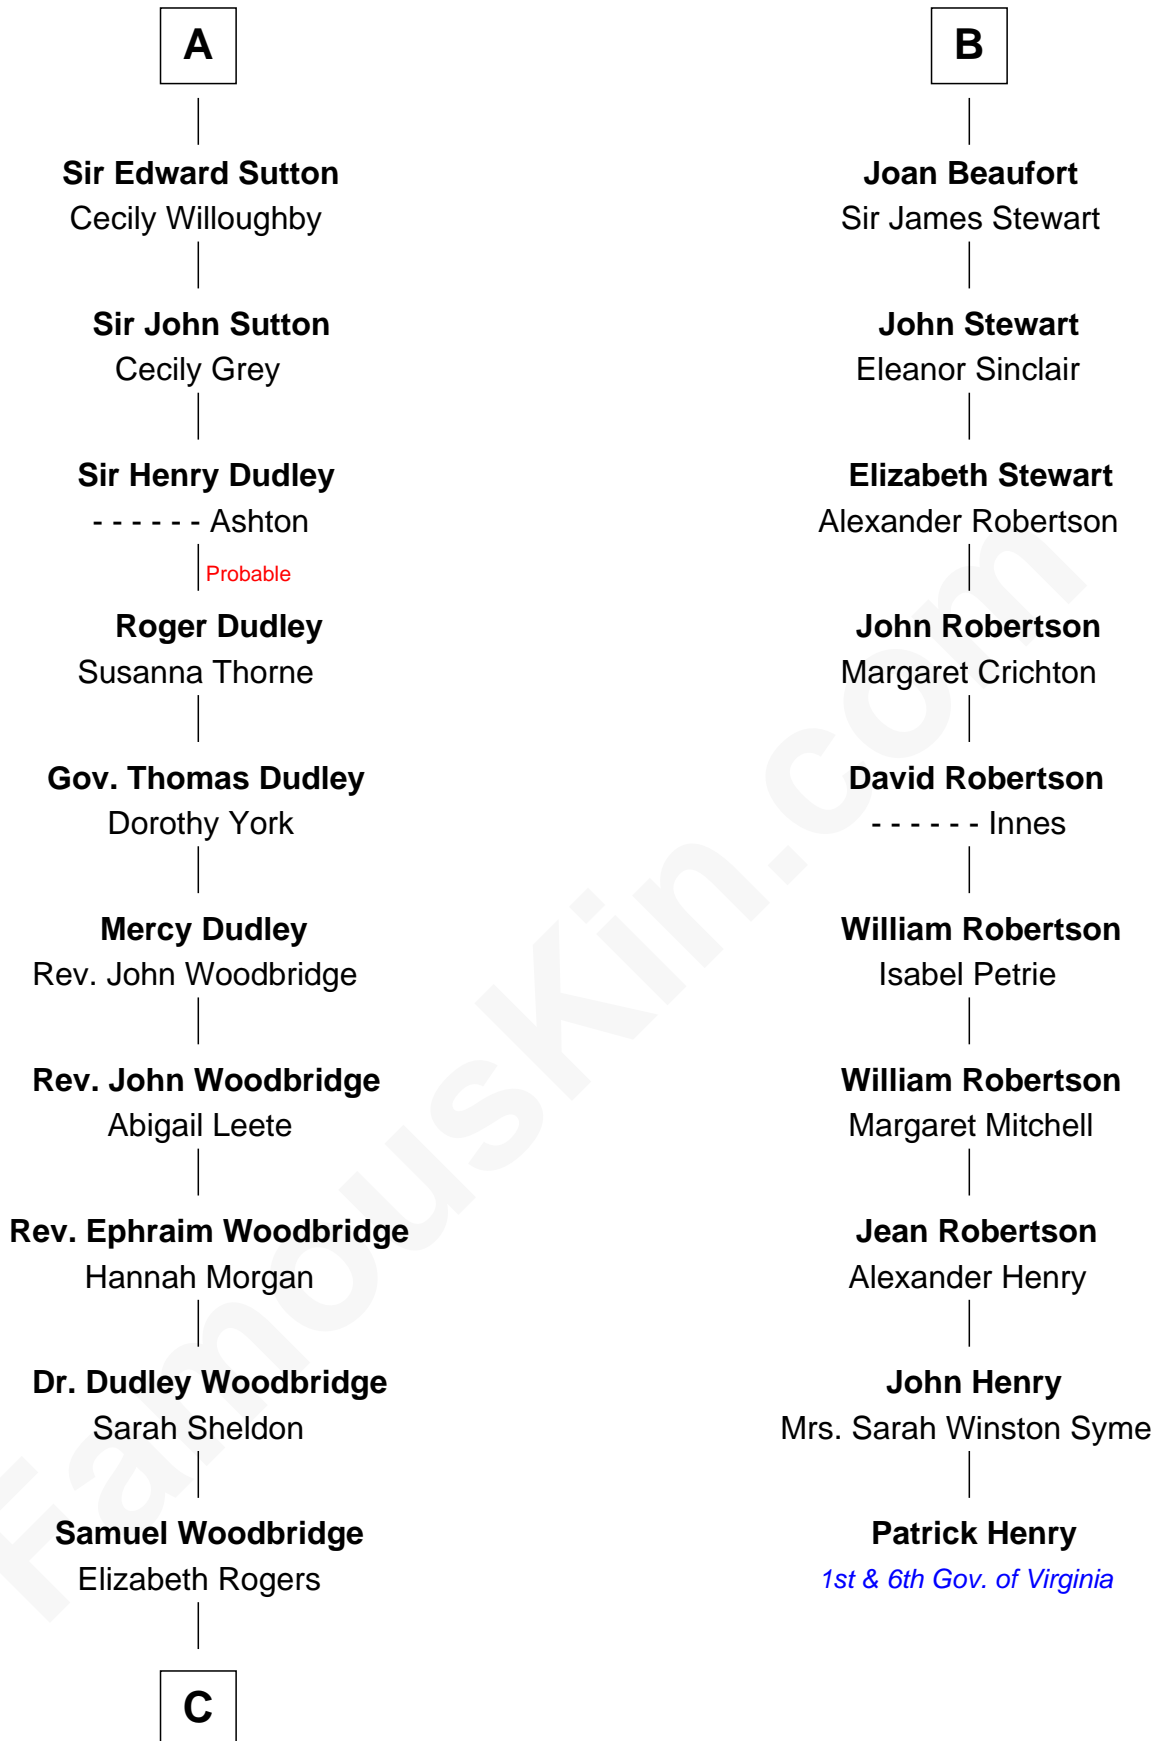 A
Sir Edward Sutton
Cecily Willoughby
Sir John Sutton
Cecily Grey
Sir Henry Dudley
- - - - - - Ashton
Probable
Roger Dudley
Susanna Thorne
Gov. Thomas Dudley
Dorothy York
Mercy Dudley
Rev. John Woodbridge
Rev. John Woodbridge
Abigail Leete
Rev. Ephraim Woodbridge
Hannah Morgan
Dr. Dudley Woodbridge
Sarah Sheldon
Samuel Woodbridge
Elizabeth Rogers
C
B
Joan Beaufort
Sir James Stewart
John Stewart
Eleanor Sinclair
Elizabeth Stewart
Alexander Robertson
John Robertson
Margaret Crichton
David Robertson
- - - - - - Innes
William Robertson
Isabel Petrie
William Robertson
Margaret Mitchell
Jean Robertson
Alexander Henry
John Henry
Mrs. Sarah Winston Syme
Patrick Henry
1st & 6th Gov. of Virginia
FamousKin.com